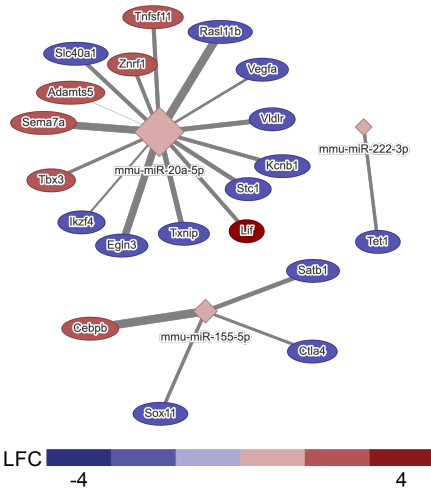 Tnfsf11
Rasl11b
Slc40a1
Znrf1
Vegfa
Adamts5
Sema7a
Vldlr
mmu-miR-222-3p
mmu-miR-20a-5p
Kcnb1
Tbx3
Stc1
Ikzf4
Lif
Txnip
Egln3
Tet1
Satb1
Cebpb
mmu-miR-155-5p
Ctla4
Sox11
LFC
-4 4